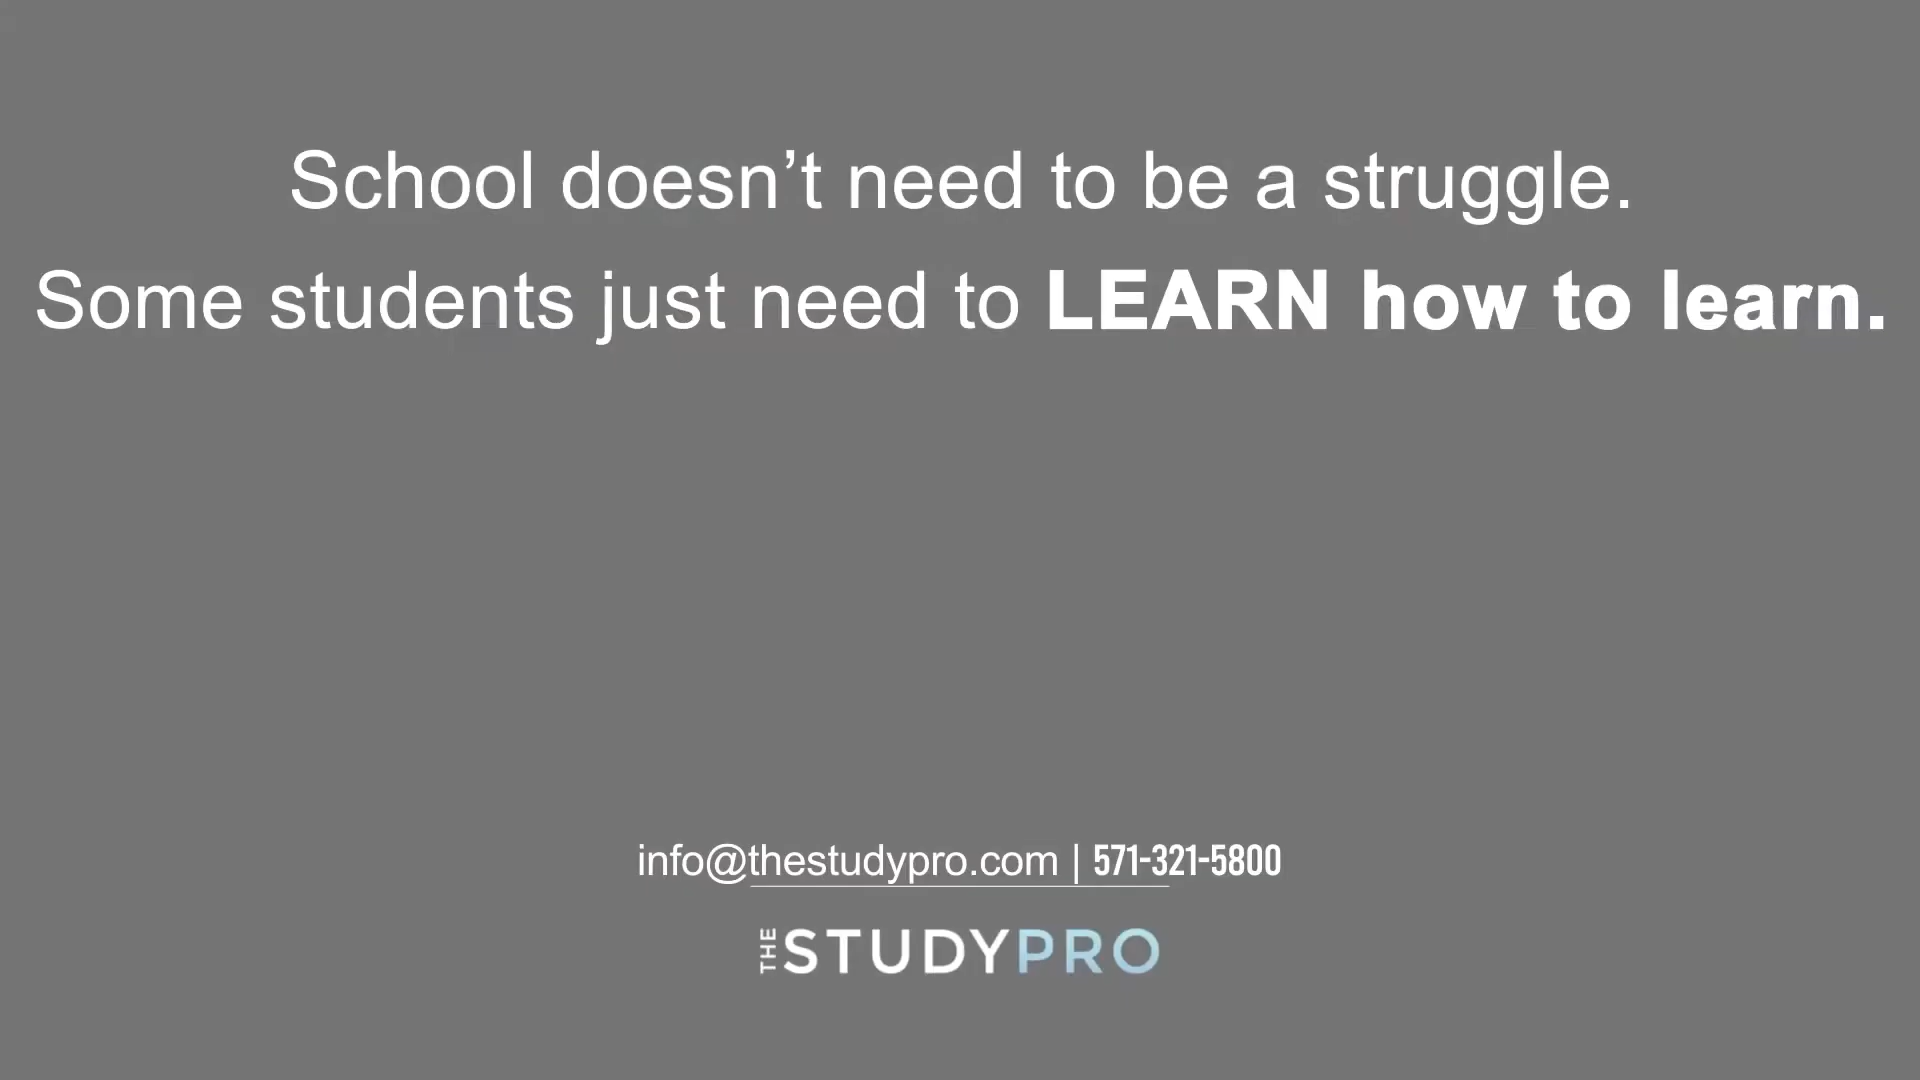 School doesn’t need to be a struggle.
Some students just need to LEARN how to learn.
info@thestudypro.com | 571-321-5800
THE STUDYPRO